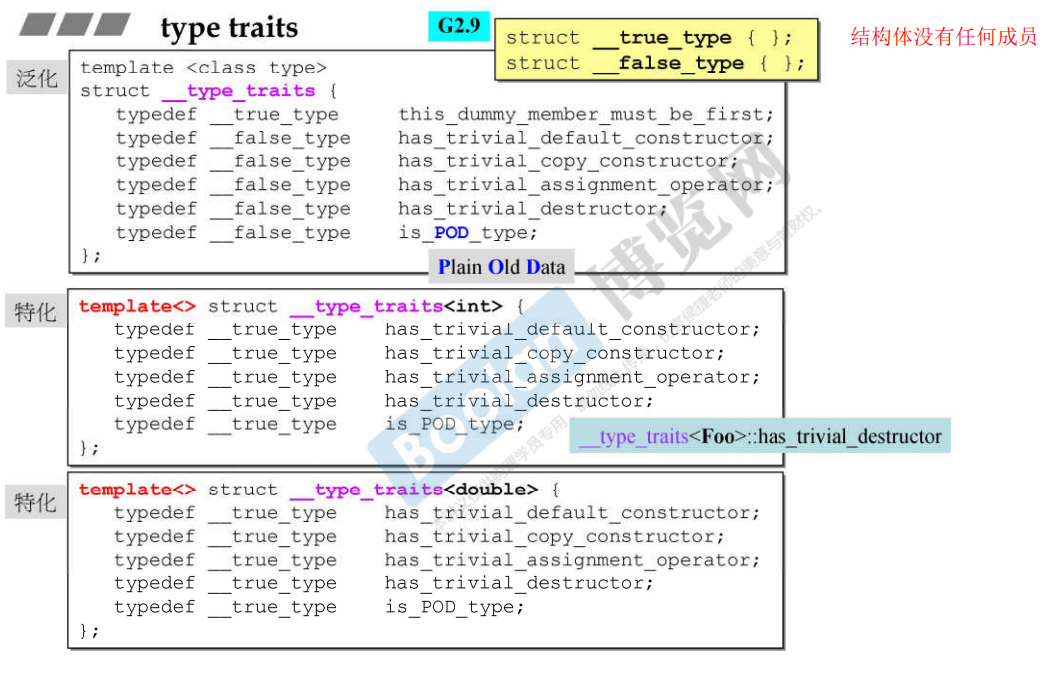 type traits
G2.9
struct __true_type { };
struct __false_type { };
结构体没有任何成员
泛化
template <class type>
struct __type_traits {
typedef __true_type this_dummy_member_must_be_first;
typedef __false_type has_trivial_default_constructor;
typedef __false_type has_trivial_copy_constructor;
typedef __false_type has_trivial_assignment_operator;
typedef __false_type has_trivial_destructor;
typedef __false_type is_POD_type;
};
Plain Old Data
特化
template<> struct __type_traits<int> {
typedef __true_type has_trivial_default_constructor;
typedef __true_type has_trivial_copy_constructor;
typedef __true_type has_trivial_assignment_operator;
typedef __true_type has_trivial_destructor;
typedef __true_type is_POD_type;
};
__type_traits<Foo>::has_trivial_destructor
特化
template<> struct __type_traits<double> {
typedef __true_type has_trivial_default_constructor;
typedef __true_type has_trivial_copy_constructor;
typedef __true_type has_trivial_assignment_operator;
typedef __true_type has_trivial_destructor;
typedef __true_type is_POD_type;
};
Boolan
博览网